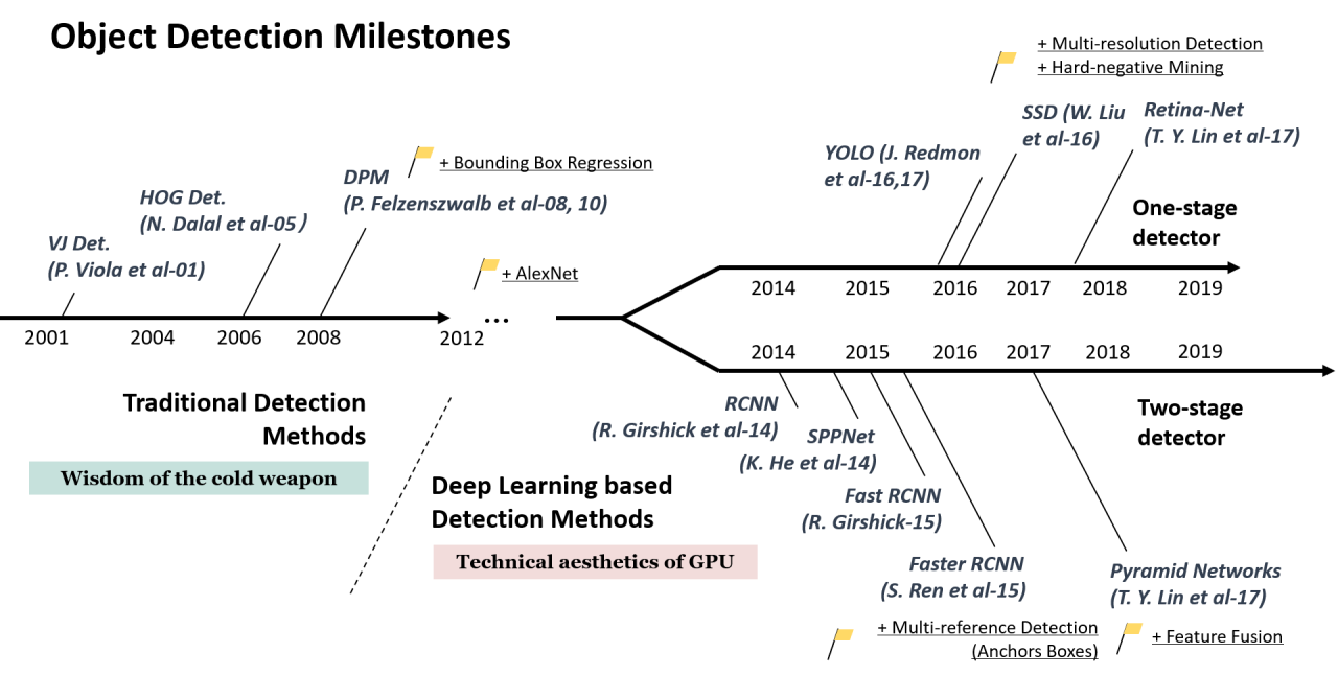 Object Detection Milestones
+ Multi-resolution Detection
+ Hard-negative Mining
SSD (W. Liu
et al-16)
Retina-Net
(T. Y. Lin et al-17)
YOLO (J. Redmon
et al-16,17)
+ Bounding Box Regression
DPM
(P. Felzenszwalb et al-08, 10)
HOG Det.
(N. Dalal et al-05)
VJ Det.
(P. Viola et al-01)
One-stage
detector
+ AlexNet
2014 2015 2016 2017 2018 2019
...
2001 2004 2006 2008 2012
2014 2015 2016 2017 2018 2019
Traditional Detection
Methods
Wisdom of the cold weapon
Two-stage
detector
RCNN
(R. Girshick et al-14)
SPPNet
(K. He et al-14)
Deep Learning based
Detection Methods
Technical aesthetics of GPU
Fast RCNN
(R. Girshick-15)
Faster RCNN
(S. Ren et al-15)
Pyramid Networks
(T. Y. Lin et al-17)
+ Multi-reference Detection
(Anchors Boxes)
+ Feature Fusion